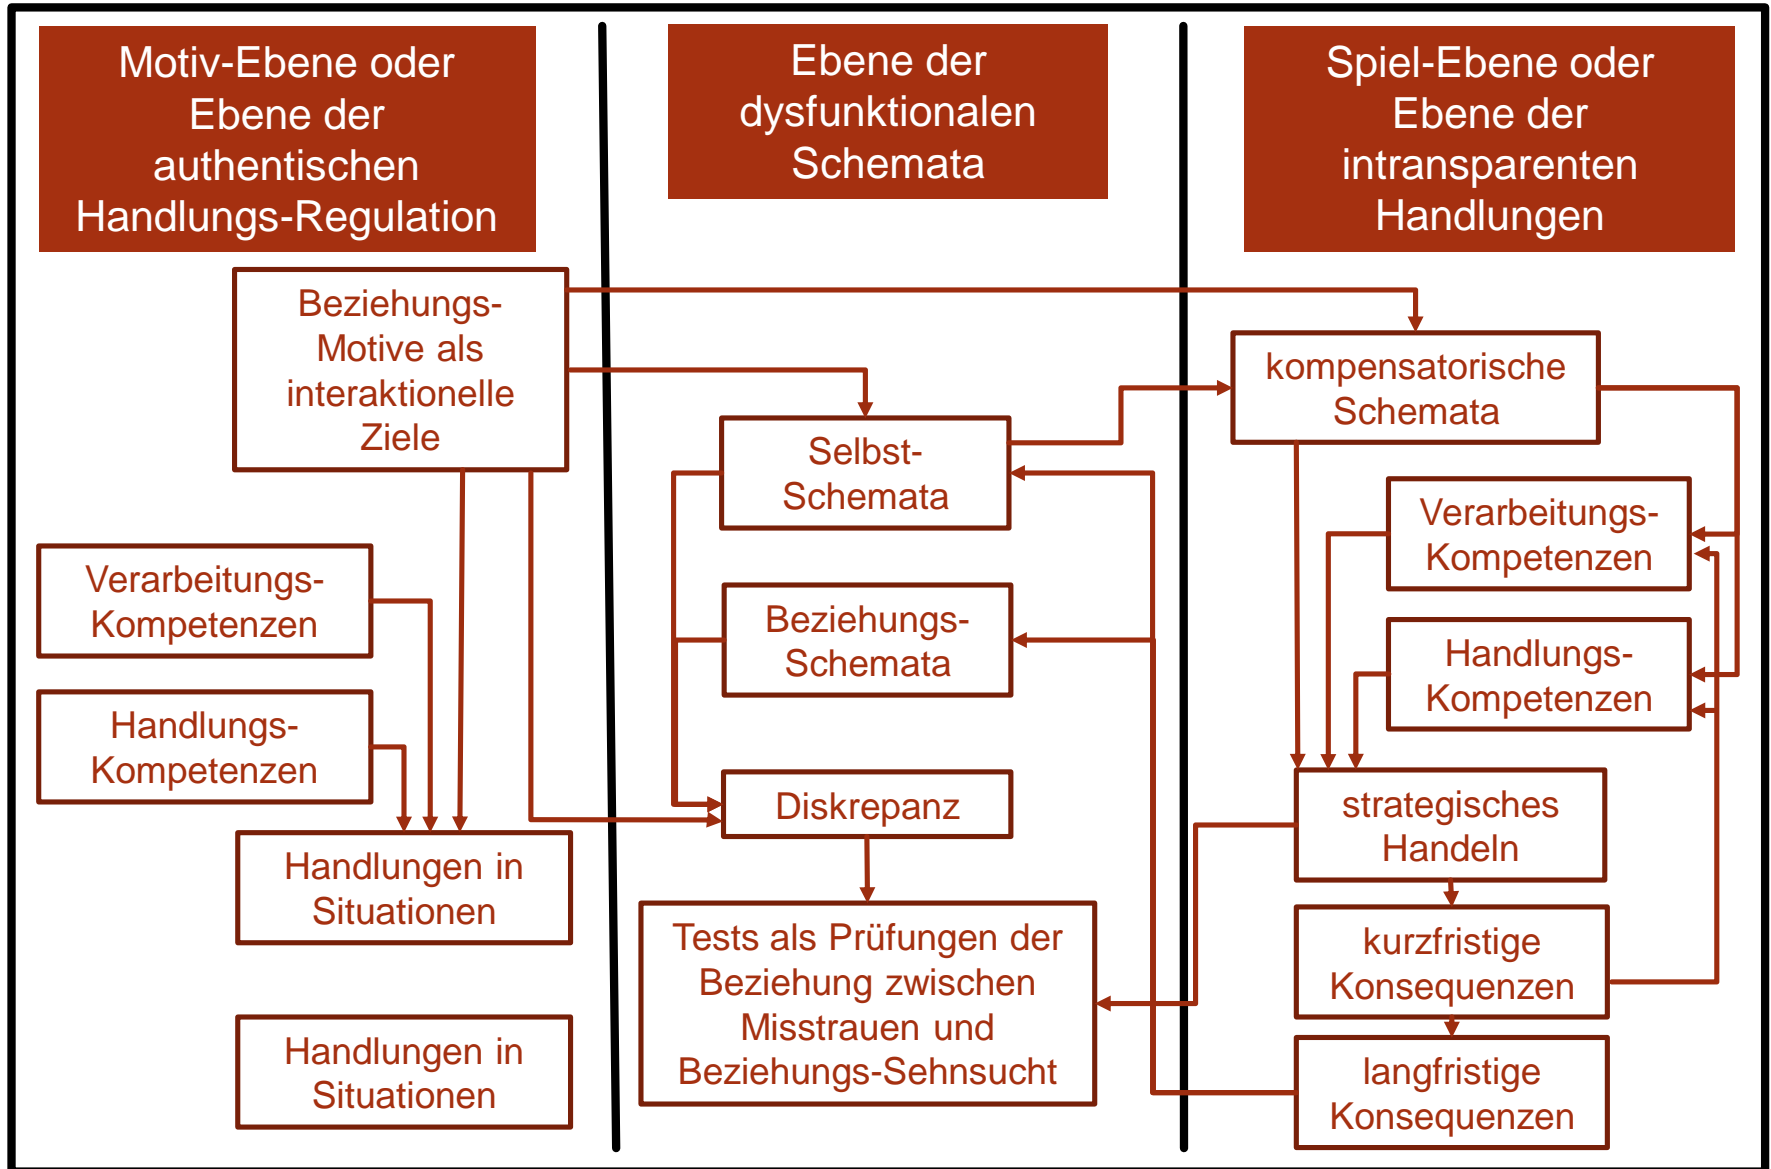 Motiv-Ebene oder
Ebene der
authentischen
Handlungs-Regulation
Ebene der
dysfunktionalen
Schemata
Spiel-Ebene oder
Ebene der
intransparenten
Handlungen
Beziehungs-
Motive als
interaktionelle
Ziele
Verarbeitungs-
Kompetenzen
Handlungs-
Kompetenzen
Handlungen in
Situationen
Handlungen in
Situationen
Selbst-
Schemata
Beziehungs-
Schemata
Diskrepanz
Tests als Prüfungen der
Beziehung zwischen
Misstrauen und
Beziehungs-Sehnsucht
kompensatorische
Schemata
Verarbeitungs-
Kompetenzen
Handlungs-
Kompetenzen
strategisches
Handeln
kurzfristige
Konsequenzen
langfristige
Konsequenzen